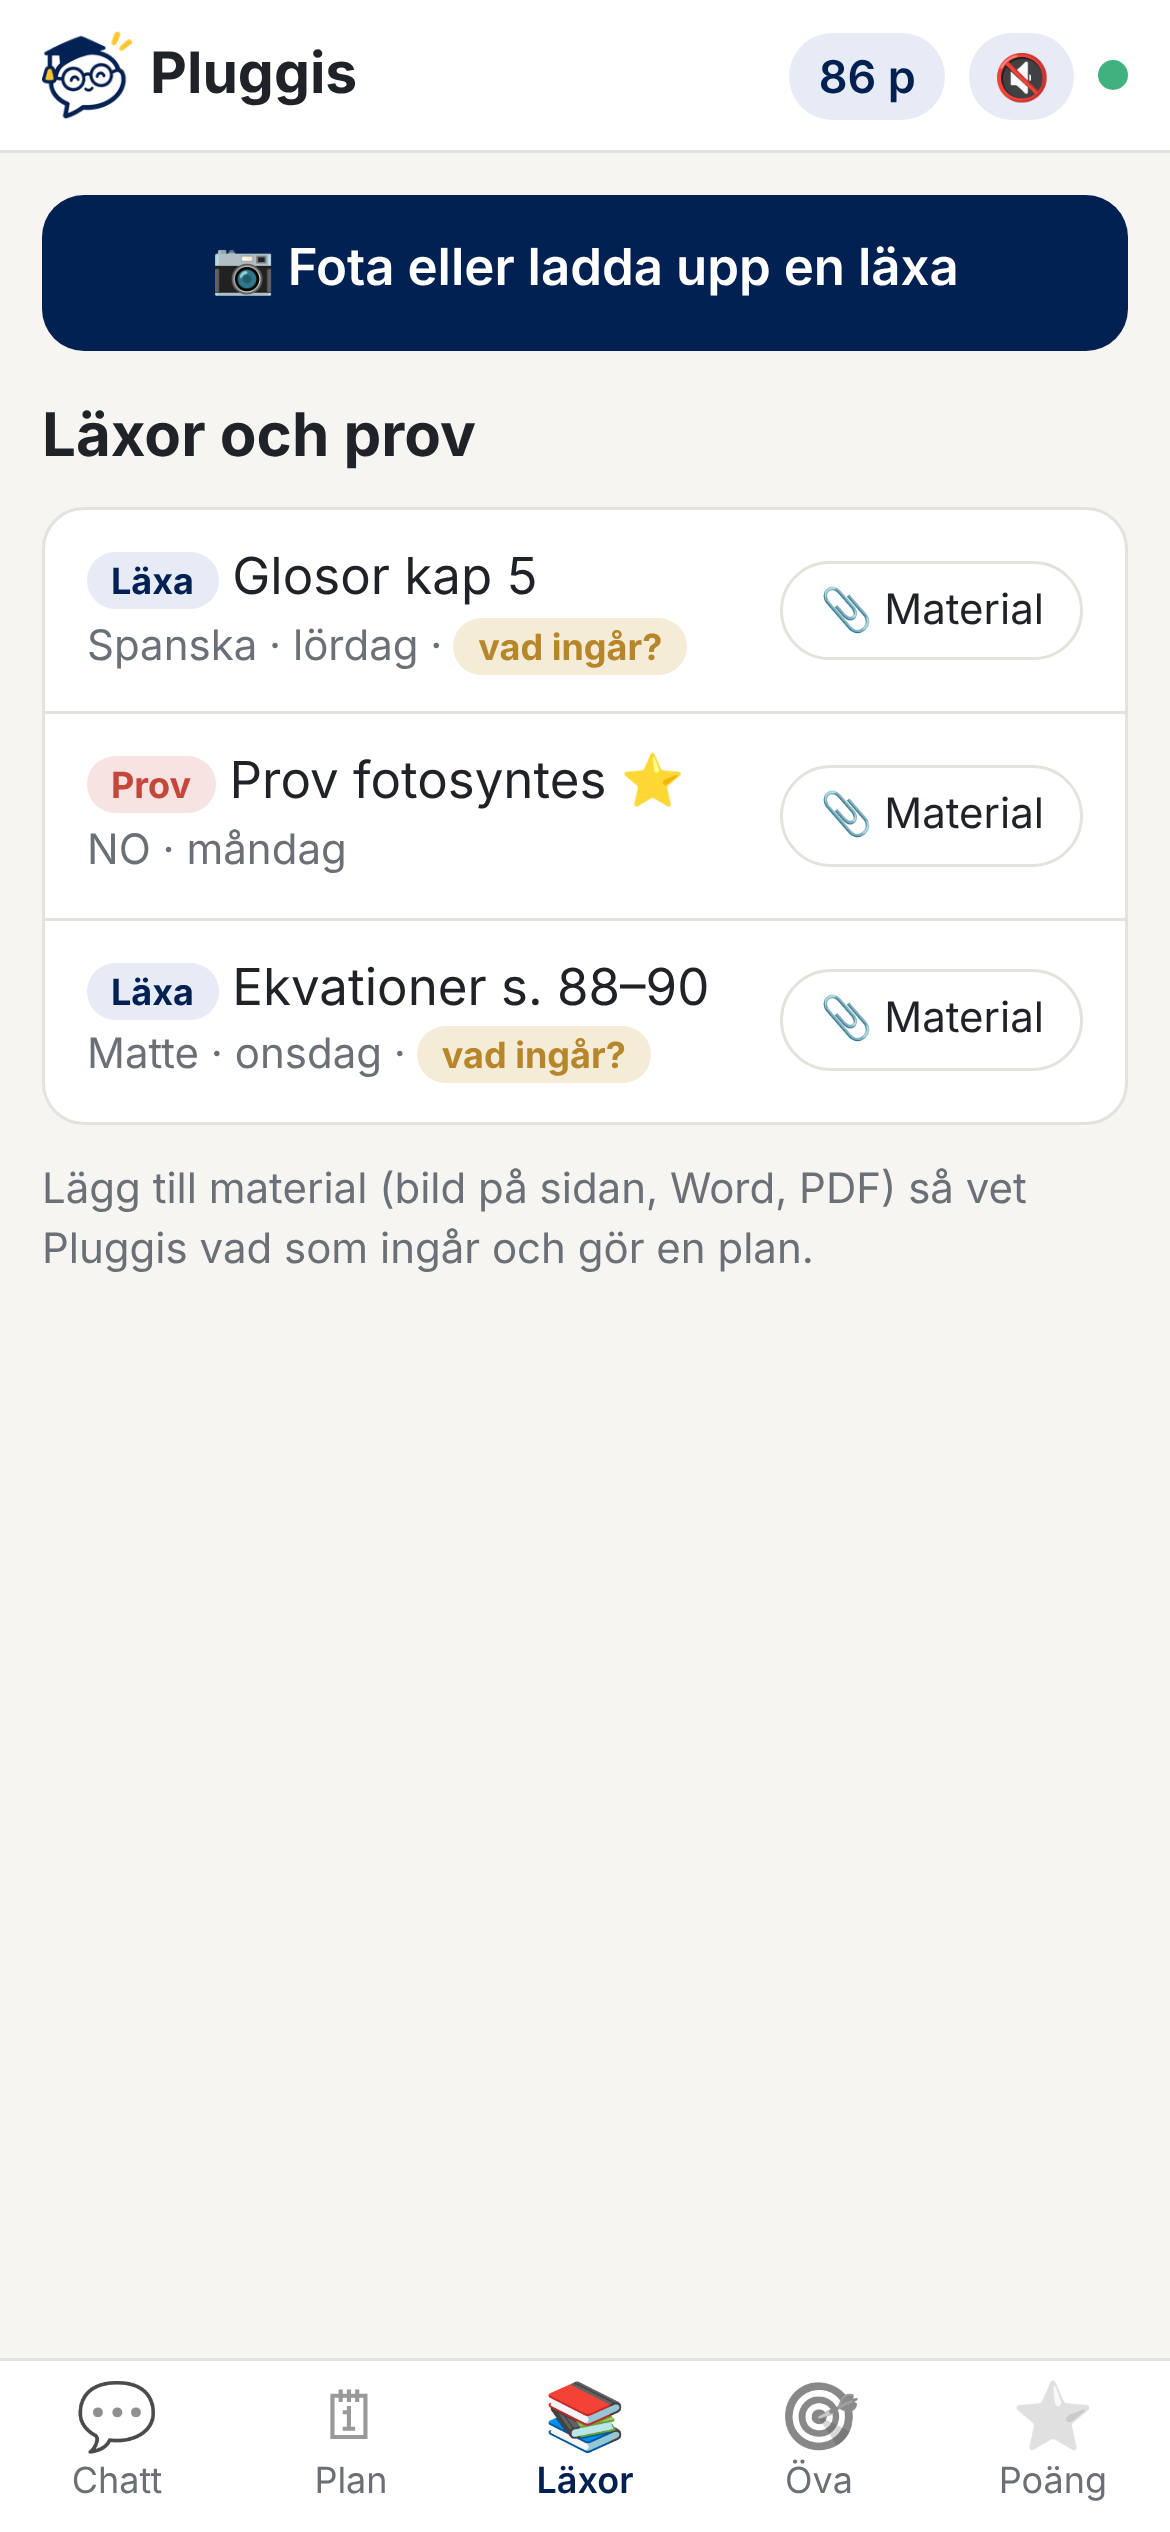 Pluggis
86 p
Fota eller ladda upp en läxa
Läxor och prov
Läxa Glosor kap 5
Spanska · lördag · vad ingår?
Material
Prov Prov fotosyntes
NO · måndag
Material
Läxa Ekvationer s. 88–90
Matte · onsdag · vad ingår?
Material
Lägg till material (bild på sidan, Word, PDF) så vet
Pluggis vad som ingår och gör en plan.
Chatt
Plan
Läxor
Öva
Poäng